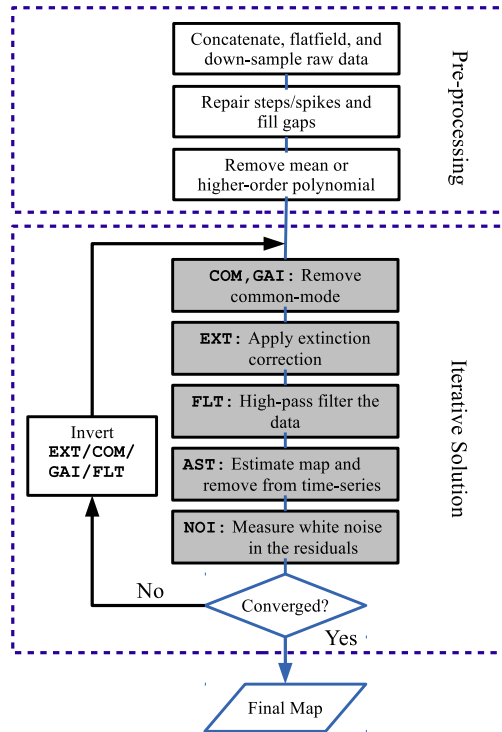 Concatenate, flatfield, and
down-sample raw data
Repair steps/spikes and
fill gaps
Remove mean or
higher-order polynomial
Pre-processing
COM,GAI: Remove
common-mode
EXT: Apply extinction
correction
FLT: High-pass filter the
data
AST: Estimate map and
remove from time-series
NOI: Measure white noise
in the residuals
Invert
EXT/COM/
GAI/FLT
Iterative Solution
No
Converged?
Yes
Final Map